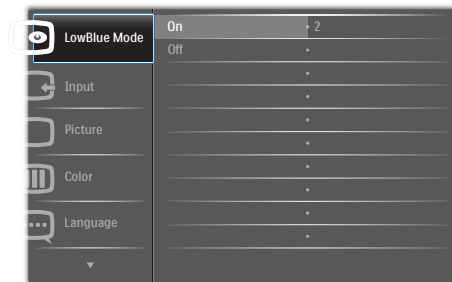 LowBlue Mode
On 2
Off
Input
Picture
Color
Language